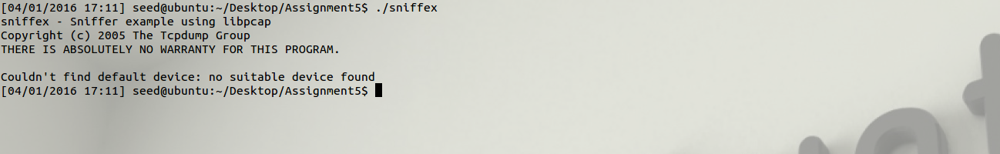 [04/01/2016 17:11] seed@ubuntu:~/Desktop/Assignment5$ ./sniffex
sniffex - Sniffer example using libpcap
Copyright (c) 2005 The Tcpdump Group
THERE IS ABSOLUTELY NO WARRANTY FOR THIS PROGRAM.

Couldn't find default device: no suitable device found
[04/01/2016 17:11] seed@ubuntu:~/Desktop/Assignment5$